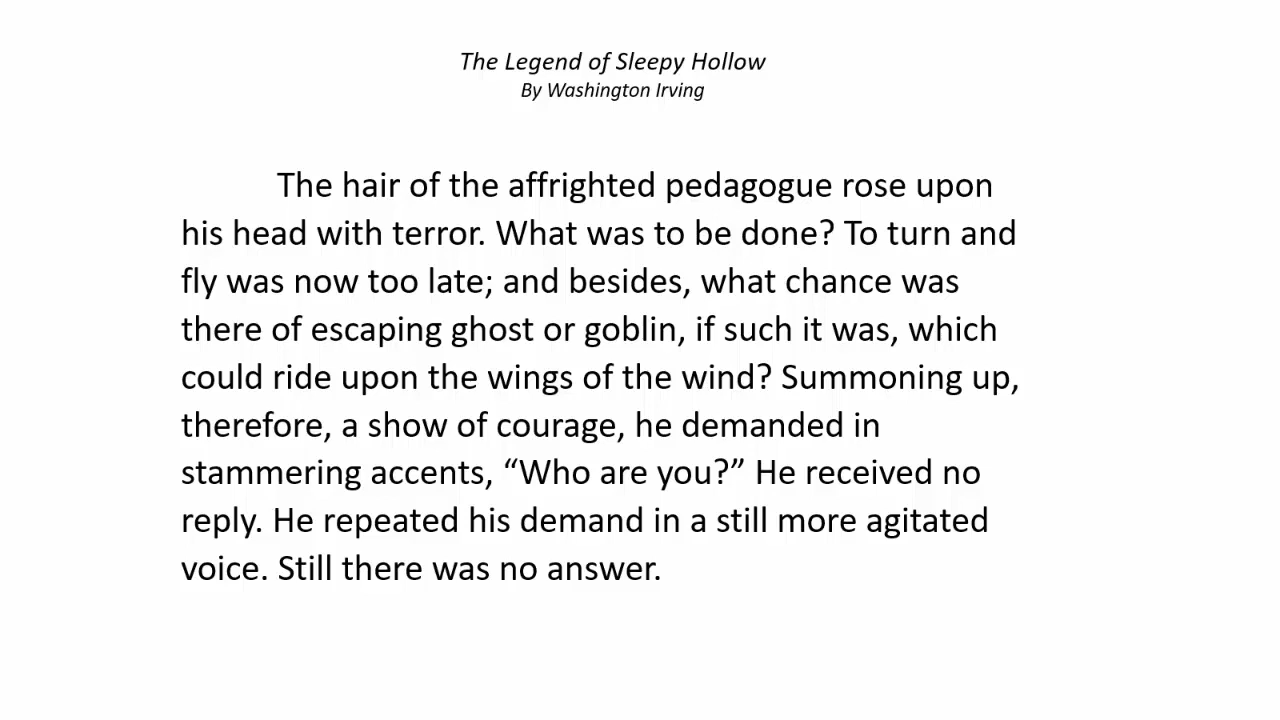 The Legend of Sleepy Hollow
By Washington Irving
The hair of the affrighted pedagogue rose upon
his head with terror. What was to be done? To turn and
fly was now too late; and besides, what chance was
there of escaping ghost or goblin, if such it was, which
could ride upon the wings of the wind? Summoning up,
therefore, a show of courage, he demanded in
stammering accents, “Who are you?” He received no
reply. He repeated his demand in a still more agitated
voice. Still there was no answer.